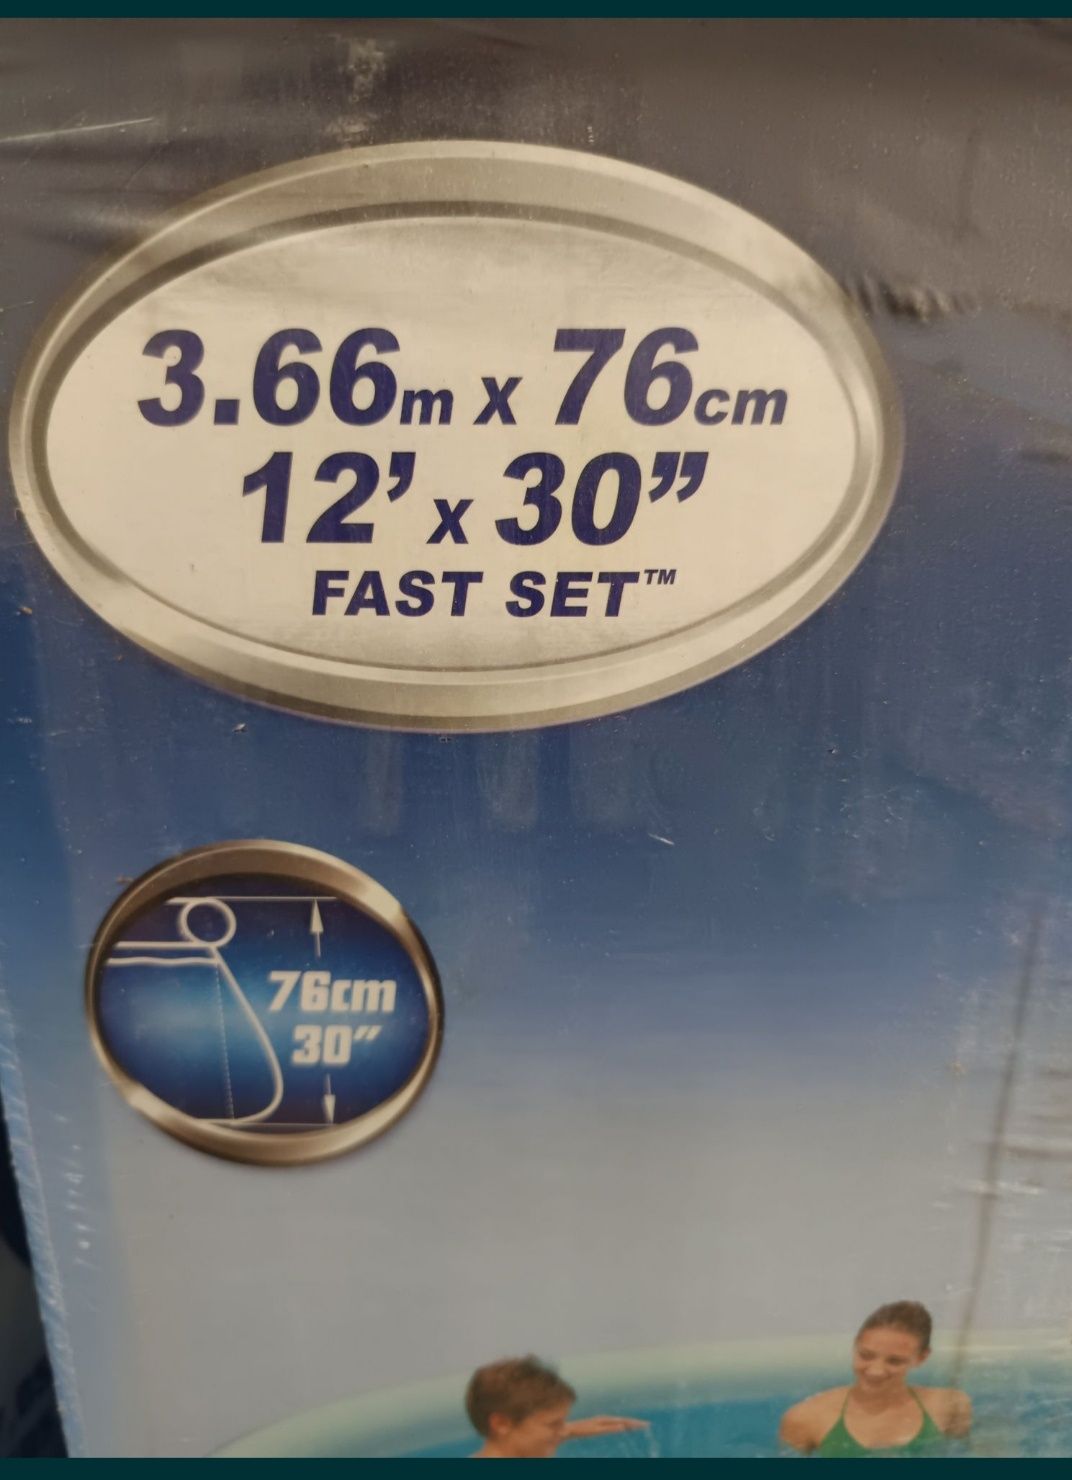 3.66m x 76cm
12’ x 30”
FAST SET™
76cm
30”